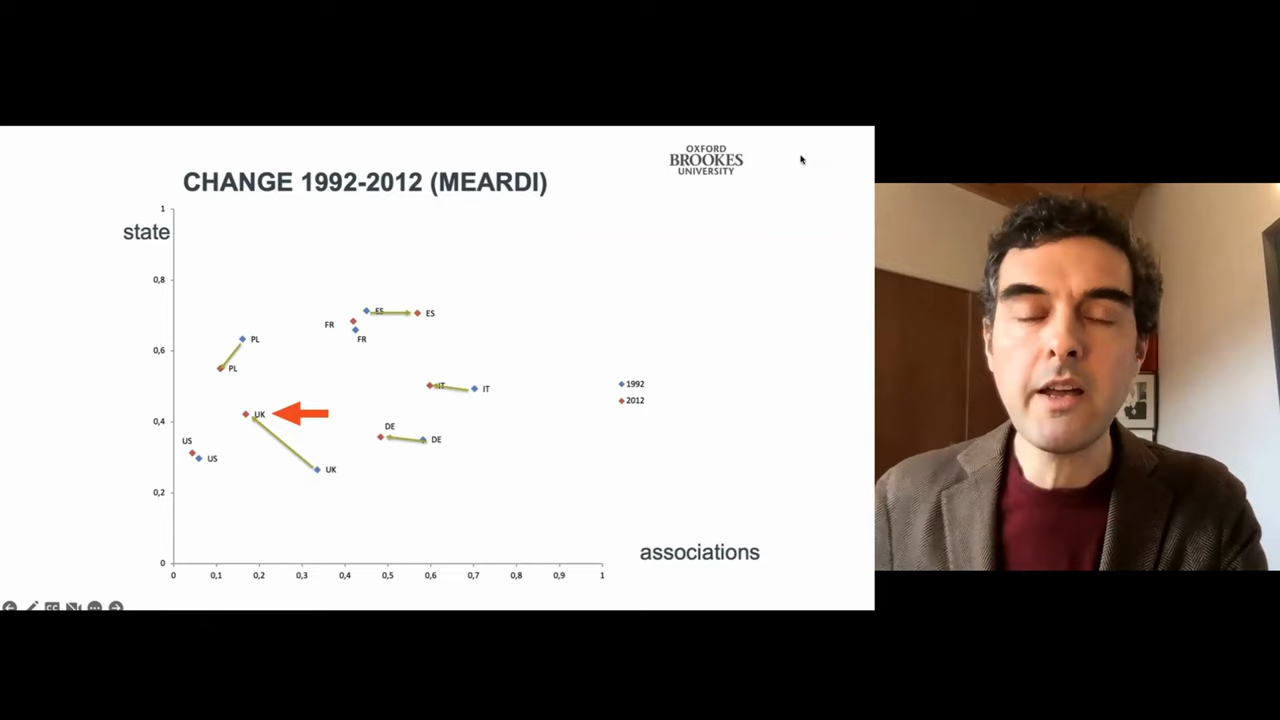 OXFORD
BROOKES
UNIVERSITY
CHANGE 1992-2012 (MEARDI)
1
state
0,8
ES
ES
FR
FR
PL
0,6
PL
IT
IT
1992
2012
UK
0,4
DE
DE
US
US
UK
0,2
associations
0
0
0,1
0,2
0,3
0,4
0,5
0,6
0,7
0,8
0,9
1
CC